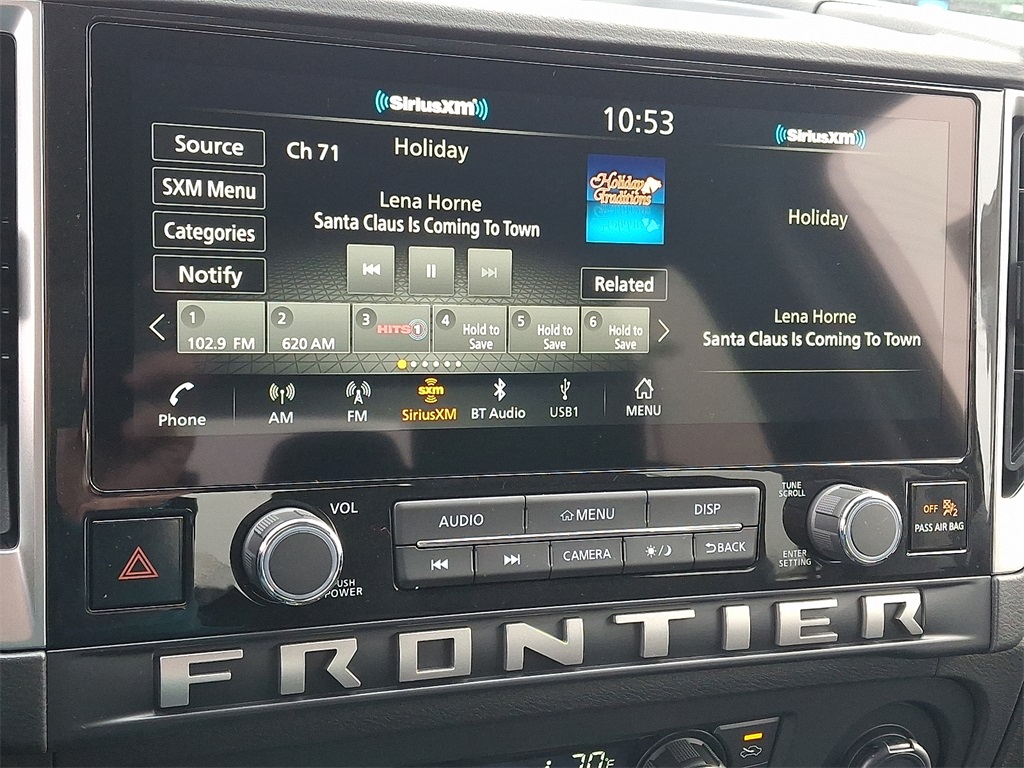 SiriusXM
10:53
SiriusXM
Source
Ch 71
Holiday
SXM Menu
Lena Horne
Santa Claus Is Coming To Town
Holiday Traditions
Holiday
Categories
Notify
Related
1
102.9 FM
2
620 AM
3
HITS 1
4
Hold to
Save
5
Hold to
Save
6
Hold to
Save
Lena Horne
Santa Claus Is Coming To Town
Phone
AM
FM
sxm
SiriusXM
BT Audio
USB1
MENU
VOL
PUSH
POWER
AUDIO
MENU
DISP
CAMERA
BACK
TUNE
SCROLL
ENTER
SETTING
OFF
PASS AIR BAG
FRONTIER
70°F